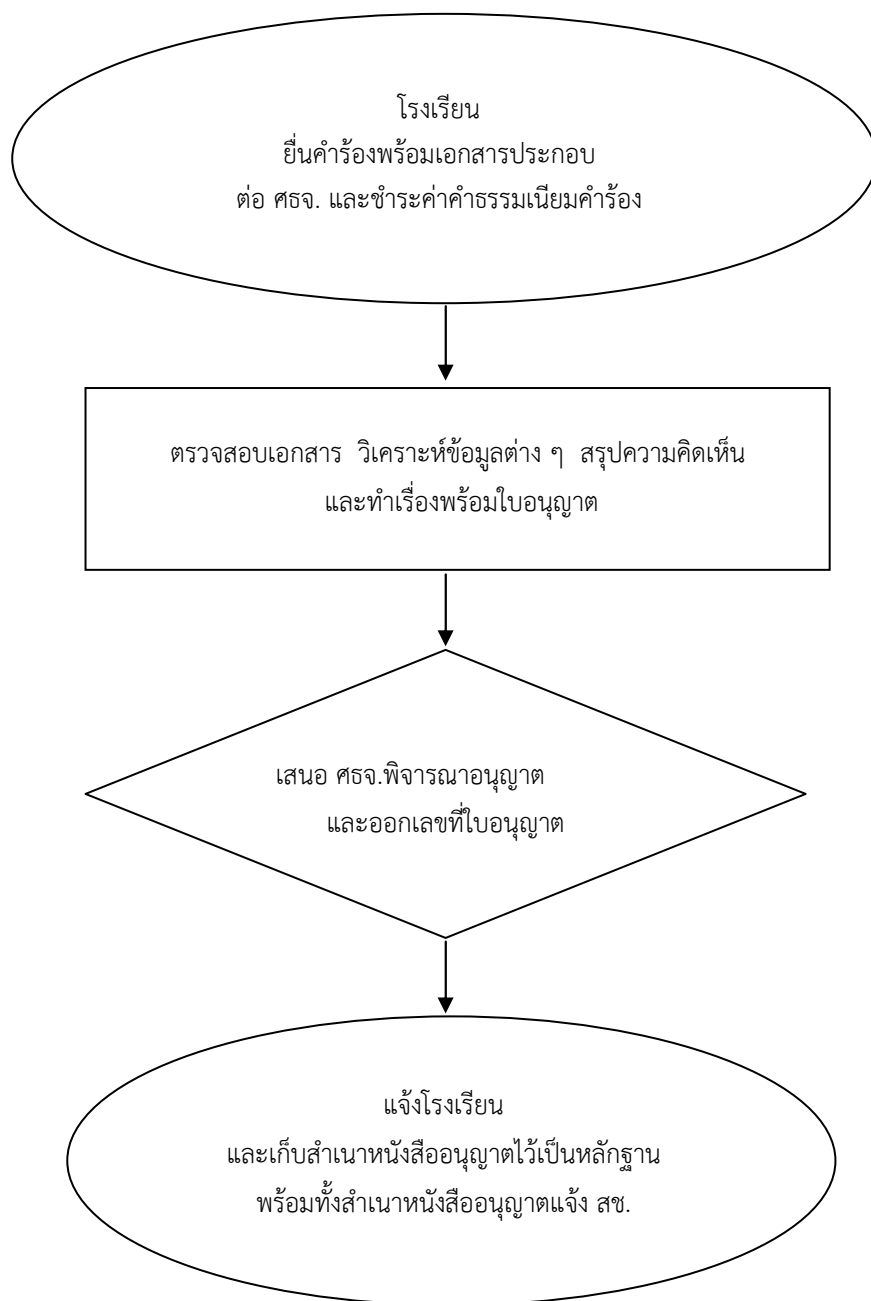 โรงเรียน
ยื่นคำร้องพร้อมเอกสารประกอบ
ต่อ ศธจ. และชำระค่าคำธรรมเนียมคำร้อง
ตรวจสอบเอกสาร วิเคราะห์ข้อมูลต่าง ๆ สรุปความคิดเห็น
และทำเรื่องพร้อมใบอนุญาต
เสนอ ศธจ.พิจารณาอนุญาต
และออกเลขที่ใบอนุญาต
แจ้งโรงเรียน
และเก็บสำเนาหนังสืออนุญาตไว้เป็นหลักฐาน
พร้อมทั้งสำเนาหนังสืออนุญาตแจ้ง สช.